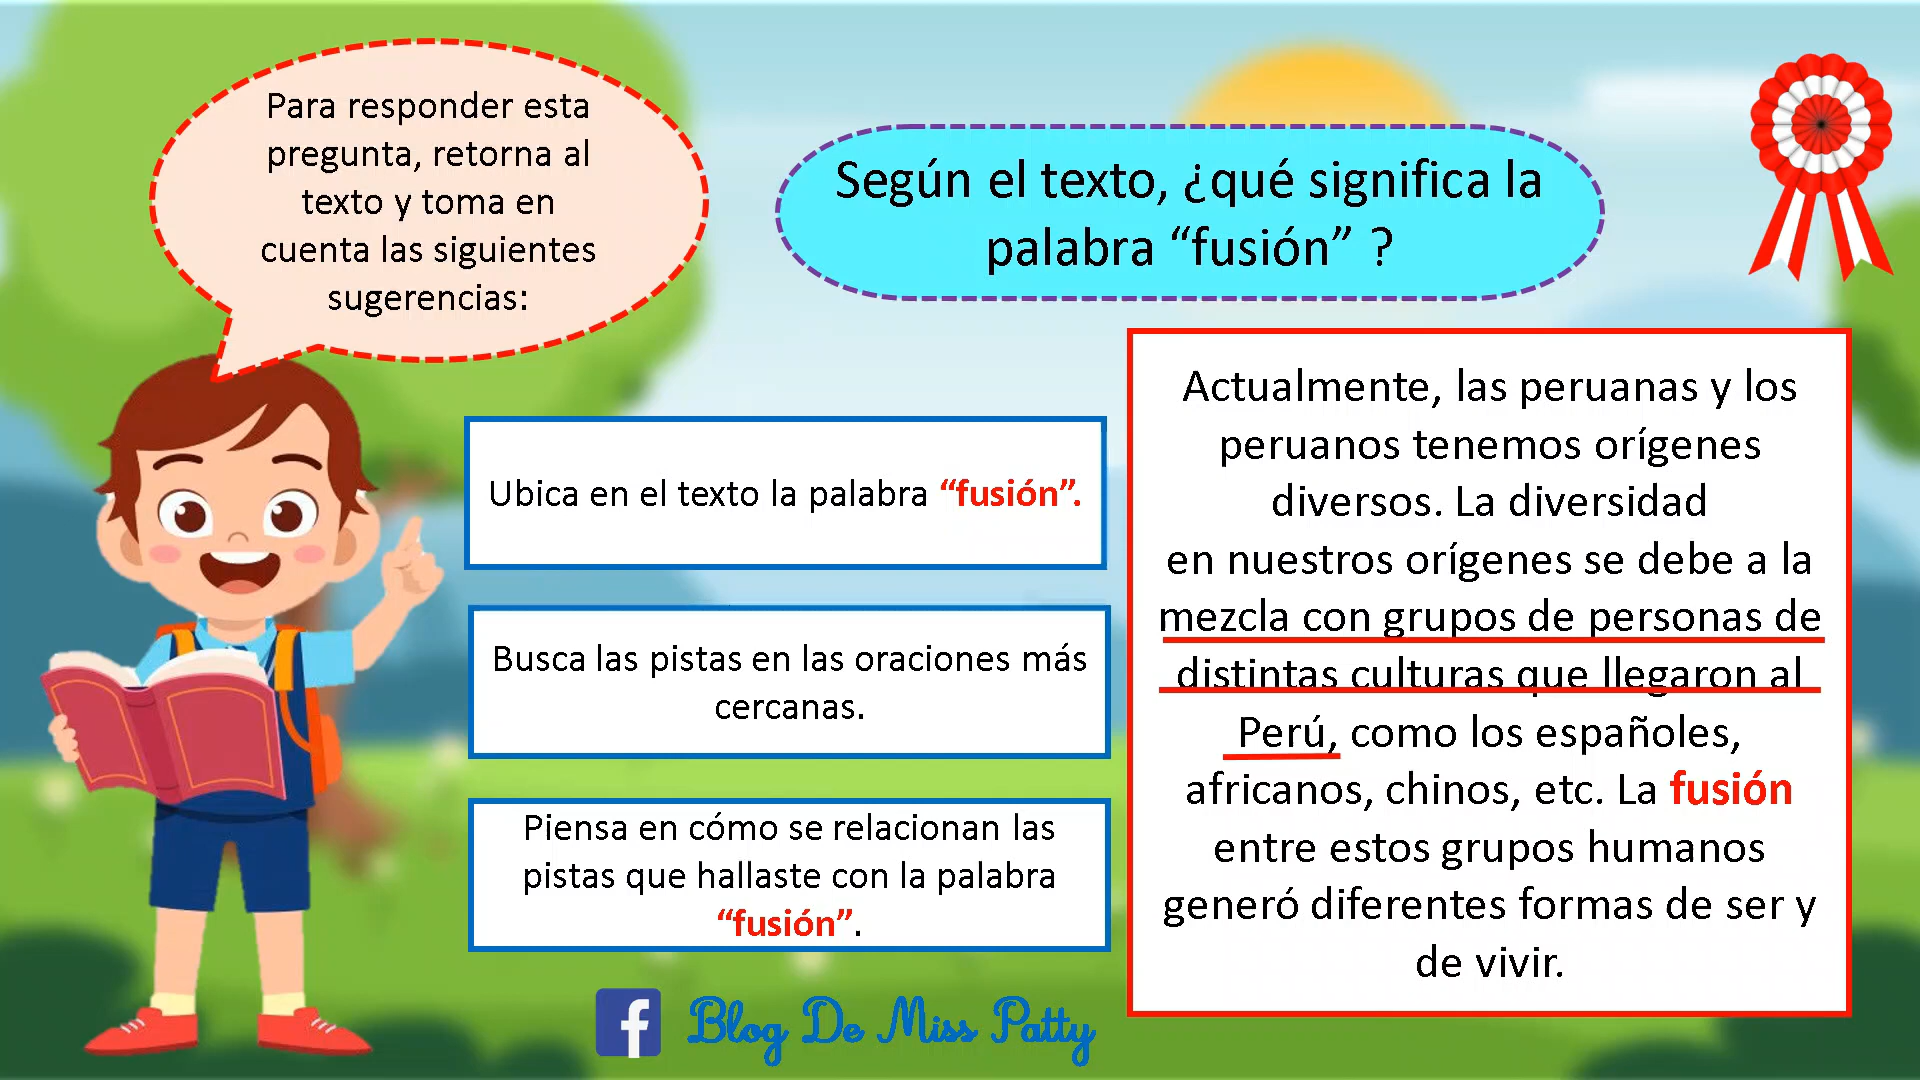 Para responder esta
pregunta, retorna al
texto y toma en
cuenta las siguientes
sugerencias:
Según el texto, ¿qué significa la
palabra “fusión” ?
Ubica en el texto la palabra “fusión”.
Busca las pistas en las oraciones más
cercanas.
Piensa en cómo se relacionan las
pistas que hallaste con la palabra
“fusión”.
Actualmente, las peruanas y los
peruanos tenemos orígenes
diversos. La diversidad
en nuestros orígenes se debe a la
mezcla con grupos de personas de
distintas culturas que llegaron al
Perú, como los españoles,
africanos, chinos, etc. La fusión
entre estos grupos humanos
generó diferentes formas de ser y
de vivir.
f Blog De Miss Patty